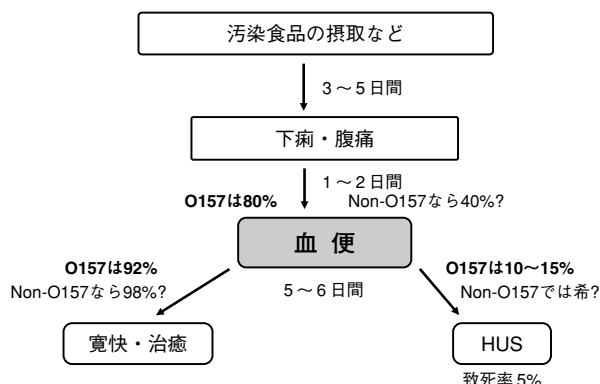 汚染食品の摂取など
3～5日間
下痢・腹痛
1～2日間
O157は80%
Non-O157なら40%?
血 便
O157は92%
Non-O157なら98%?
5～6日間
O157は10～15%
Non-O157では希?
寛快・治癒
HUS
致死率5%